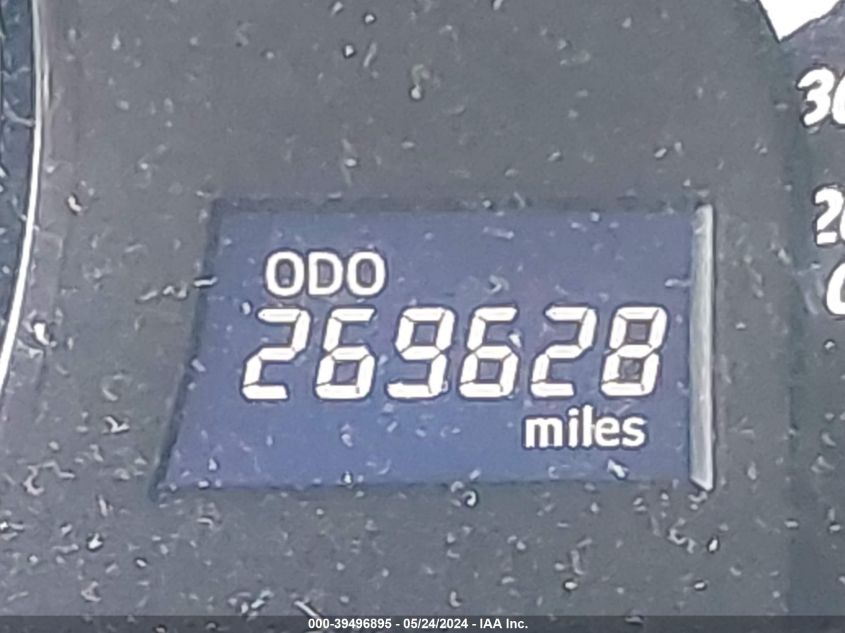 ODO
269628
miles
000-39496895 - 05/24/2024 - IAA Inc.